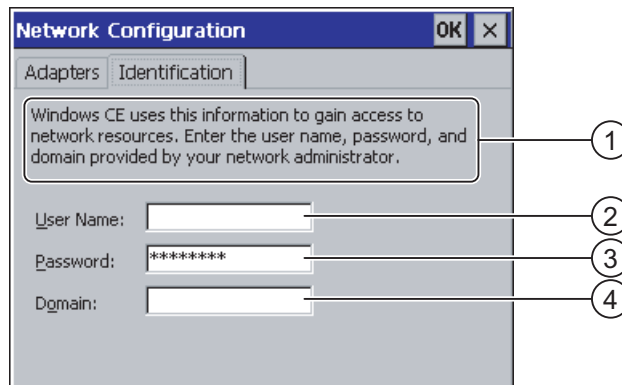 Network Configuration OK ×
Adapters Identification
Windows CE uses this information to gain access to
network resources. Enter the user name, password, and
domain provided by your network administrator.
1
User Name:
2
Password: ********
3
Domain:
4